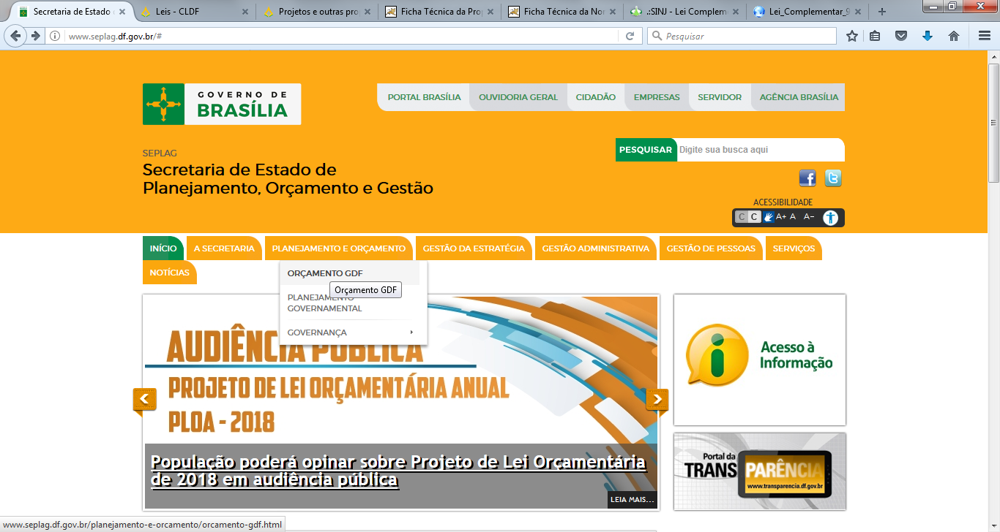 Secretaria de Estado
Leis - CLDF
Projetos e outras pro
Ficha Técnica da Pro
Ficha Técnica da No
.:SINJ - Lei Complem
Lei_Complementar_9
www.seplag.df.gov.br/#
Pesquisar
GOVERNO DE
BRASÍLIA
PORTAL BRASÍLIA
OUVIDORIA GERAL
CIDADÃO
EMPRESAS
SERVIDOR
AGÊNCIA BRASÍLIA
PESQUISAR
Digite sua busca aqui
SEPLAG
Secretaria de Estado de
Planejamento, Orçamento e Gestão
ACESSIBILIDADE
C C A+ A A−
INÍCIO
A SECRETARIA
PLANEJAMENTO E ORÇAMENTO
GESTÃO DA ESTRATÉGIA
GESTÃO ADMINISTRATIVA
GESTÃO DE PESSOAS
SERVIÇOS
NOTÍCIAS
ORÇAMENTO GDF
Orçamento GDF
PLANEJAMENTO
GOVERNAMENTAL
GOVERNANÇA
AUDIÊNCIA PÚBLICA
PROJETO DE LEI ORÇAMENTÁRIA ANUAL
PLOA - 2018
População poderá opinar sobre Projeto de Lei Orçamentária
de 2018 em audiência pública
LEIA MAIS...
Acesso à
Informação
Portal da
TRANSPARÊNCIA
www.transparencia.df.gov.br
www.seplag.df.gov.br/planejamento-e-orcamento/orcamento-gdf.html